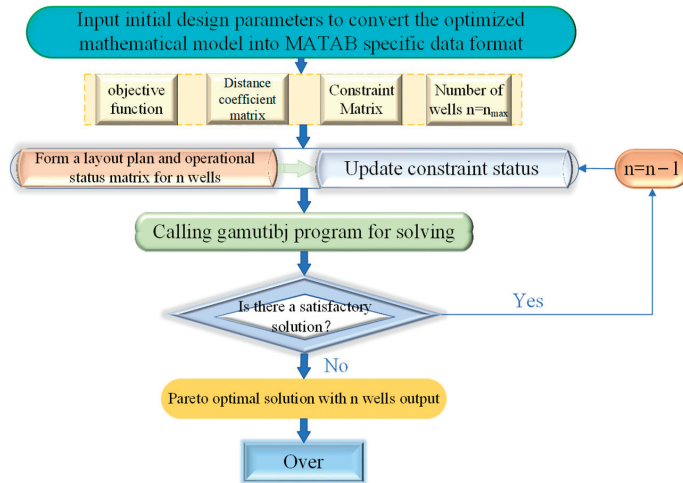 Input initial design parameters to convert the optimized
mathematical model into MATAB specific data format
objective
function
Distance
coefficient
matrix
Constraint
Matrix
Number of
wells n=nmax
Form a layout plan and operational
status matrix for n wells
Update constraint status
n=n−1
Calling gamutibj program for solving
Is there a satisfactory
solution?
Yes
No
Pareto optimal solution with n wells output
Over